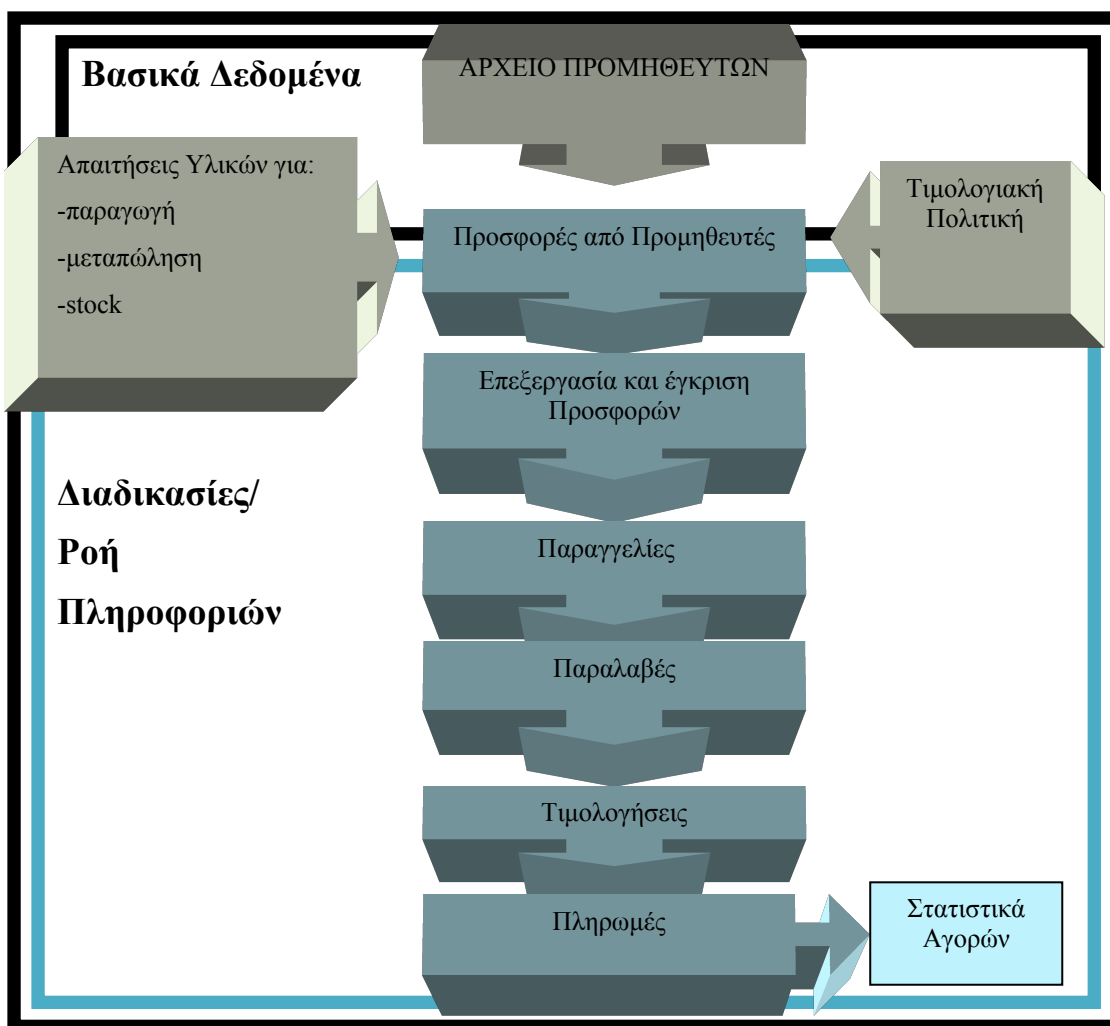 Βασικά Δεδομένα
ΑΡΧΕΙΟ ΠΡΟΜΗΘΕΥΤΩΝ
Απαιτήσεις Υλικών για:
-παραγωγή
-μεταπώληση
-stock
Προσφορές από Προμηθευτές
Τιμολογιακή
Πολιτική
Επεξεργασία και έγκριση
Προσφορών
Διαδικασίες/
Ροή
Πληροφοριών
Παραγγελίες
Παραλαβές
Τιμολογήσεις
Πληρωμές
Στατιστικά
Αγορών